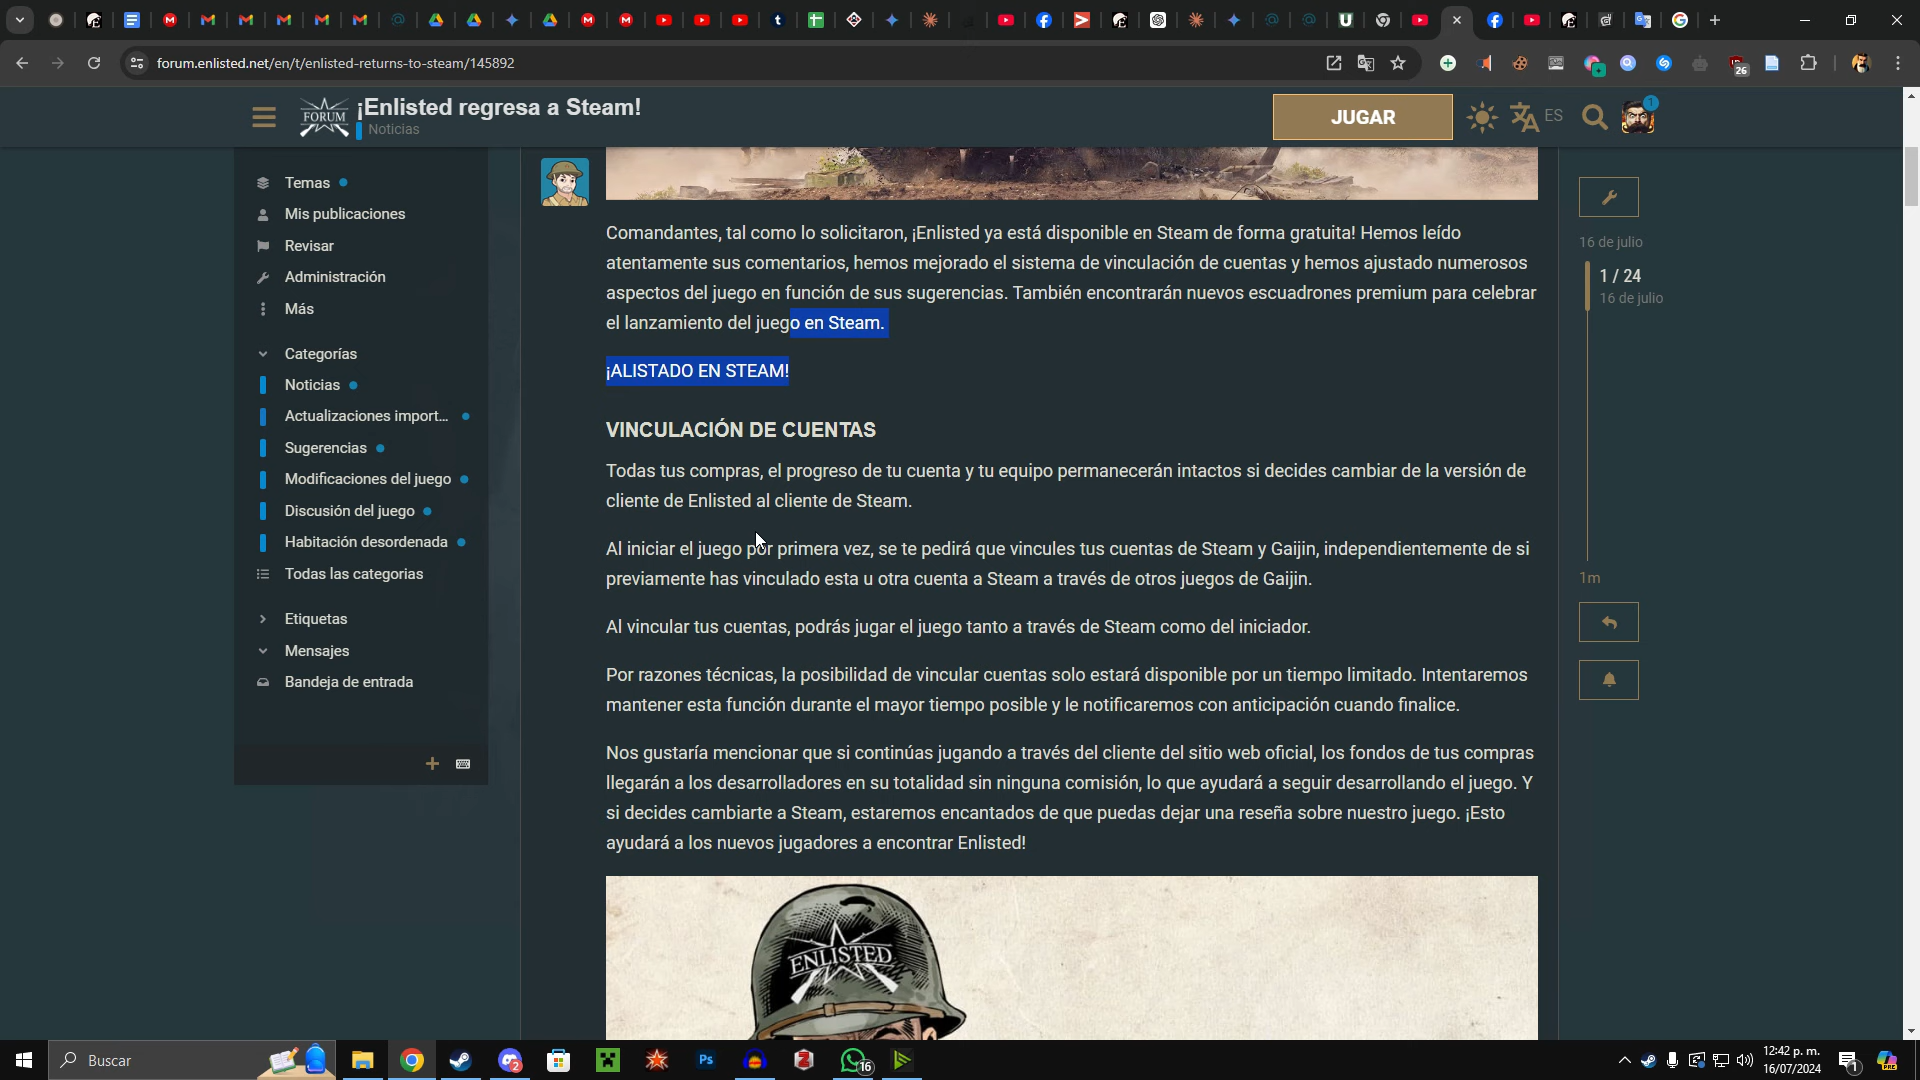 forum.enlisted.net/en/t/enlisted-returns-to-steam/145892
26
FORUM
¡Enlisted regresa a Steam!
Noticias
JUGAR
ES
1
Temas
Mis publicaciones
Revisar
Administración
Más
Categorías
Noticias
Actualizaciones import...
Sugerencias
Modificaciones del juego
Discusión del juego
Habitación desordenada
Todas las categorias
Etiquetas
Mensajes
Bandeja de entrada
Comandantes, tal como lo solicitaron, ¡Enlisted ya está disponible en Steam de forma gratuita! Hemos leído
atentamente sus comentarios, hemos mejorado el sistema de vinculación de cuentas y hemos ajustado numerosos
aspectos del juego en función de sus sugerencias. También encontrarán nuevos escuadrones premium para celebrar
el lanzamiento del juego en Steam.
¡ALISTADO EN STEAM!
VINCULACIÓN DE CUENTAS
Todas tus compras, el progreso de tu cuenta y tu equipo permanecerán intactos si decides cambiar de la versión de
cliente de Enlisted al cliente de Steam.
Al iniciar el juego por primera vez, se te pedirá que vincules tus cuentas de Steam y Gaijin, independientemente de si
previamente has vinculado esta u otra cuenta a Steam a través de otros juegos de Gaijin.
Al vincular tus cuentas, podrás jugar el juego tanto a través de Steam como del iniciador.
Por razones técnicas, la posibilidad de vincular cuentas solo estará disponible por un tiempo limitado. Intentaremos
mantener esta función durante el mayor tiempo posible y le notificaremos con anticipación cuando finalice.
Nos gustaría mencionar que si continúas jugando a través del cliente del sitio web oficial, los fondos de tus compras
llegarán a los desarrolladores en su totalidad sin ninguna comisión, lo que ayudará a seguir desarrollando el juego. Y
si decides cambiarte a Steam, estaremos encantados de que puedas dejar una reseña sobre nuestro juego. ¡Esto
ayudará a los nuevos jugadores a encontrar Enlisted!
ENLISTED
16 de julio
1 / 24
16 de julio
1m
Buscar
2
Ps
16
12:42 p. m.
16/07/2024
1
PRE